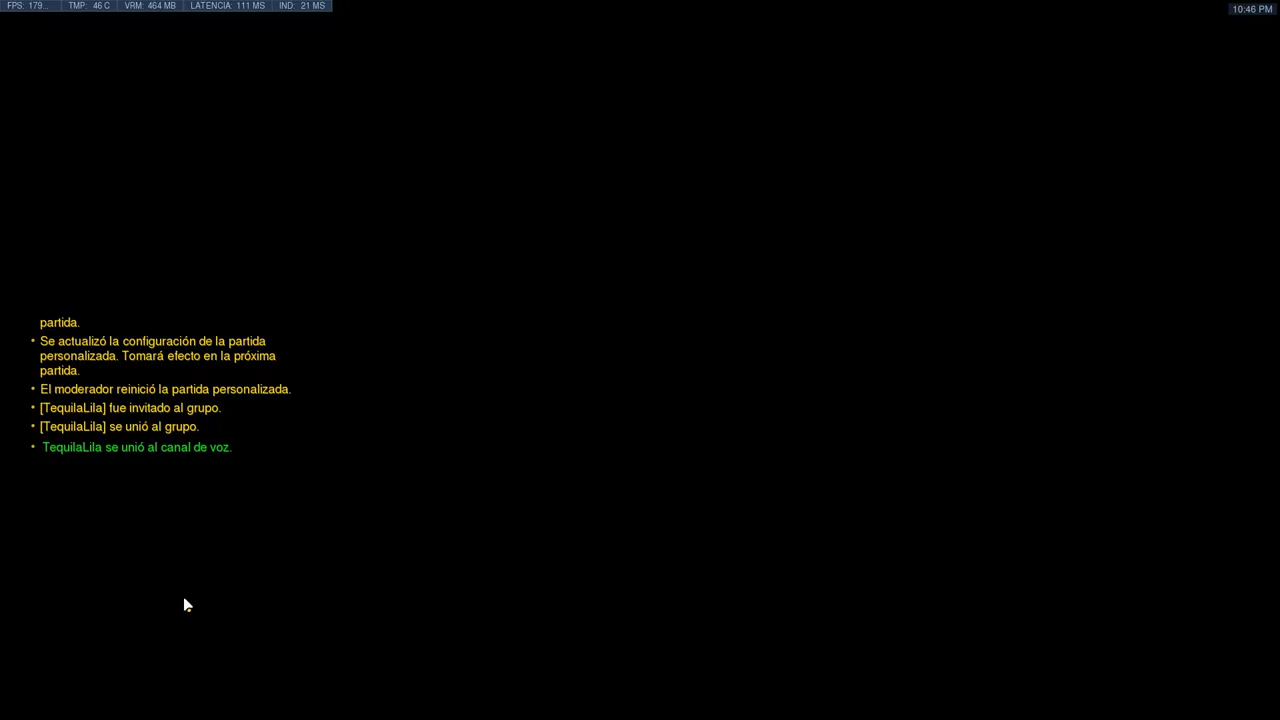 FPS: 179... TMP: 46 C VRM: 464 MB LATENCIA: 111 MS IND: 21 MS
10:46 PM
partida.
• Se actualizó la configuración de la partida
personalizada. Tomará efecto en la próxima
partida.
• El moderador reinició la partida personalizada.
• [TequilaLila] fue invitado al grupo.
• [TequilaLila] se unió al grupo.
• TequilaLila se unió al canal de voz.